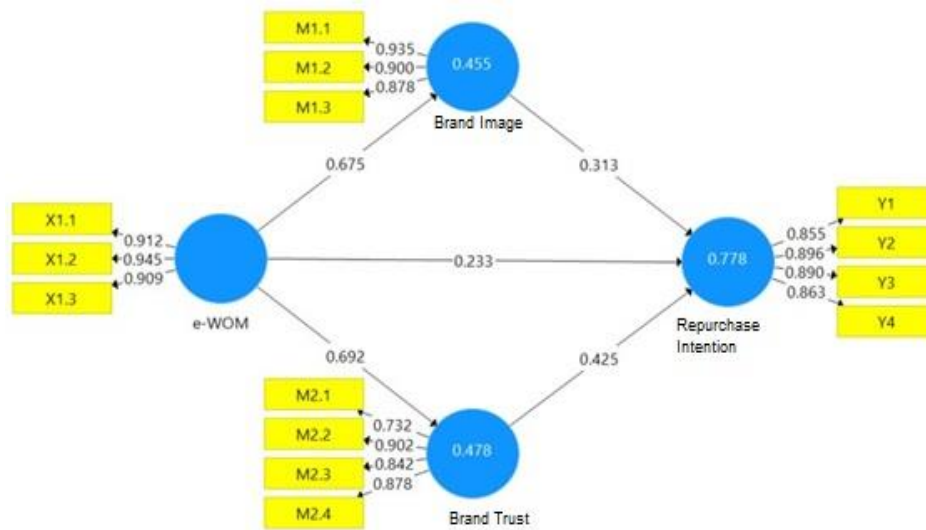 M1.1
M1.2
M1.3
0.935
0.900
0.878
0.455
Brand Image
0.675
0.313
X1.1
X1.2
X1.3
0.912
0.945
0.909
e-WOM
0.233
0.778
Repurchase
Intention
0.855
0.896
0.890
0.863
Y1
Y2
Y3
Y4
0.692
0.425
M2.1
M2.2
M2.3
M2.4
0.732
0.902
0.842
0.878
0.478
Brand Trust